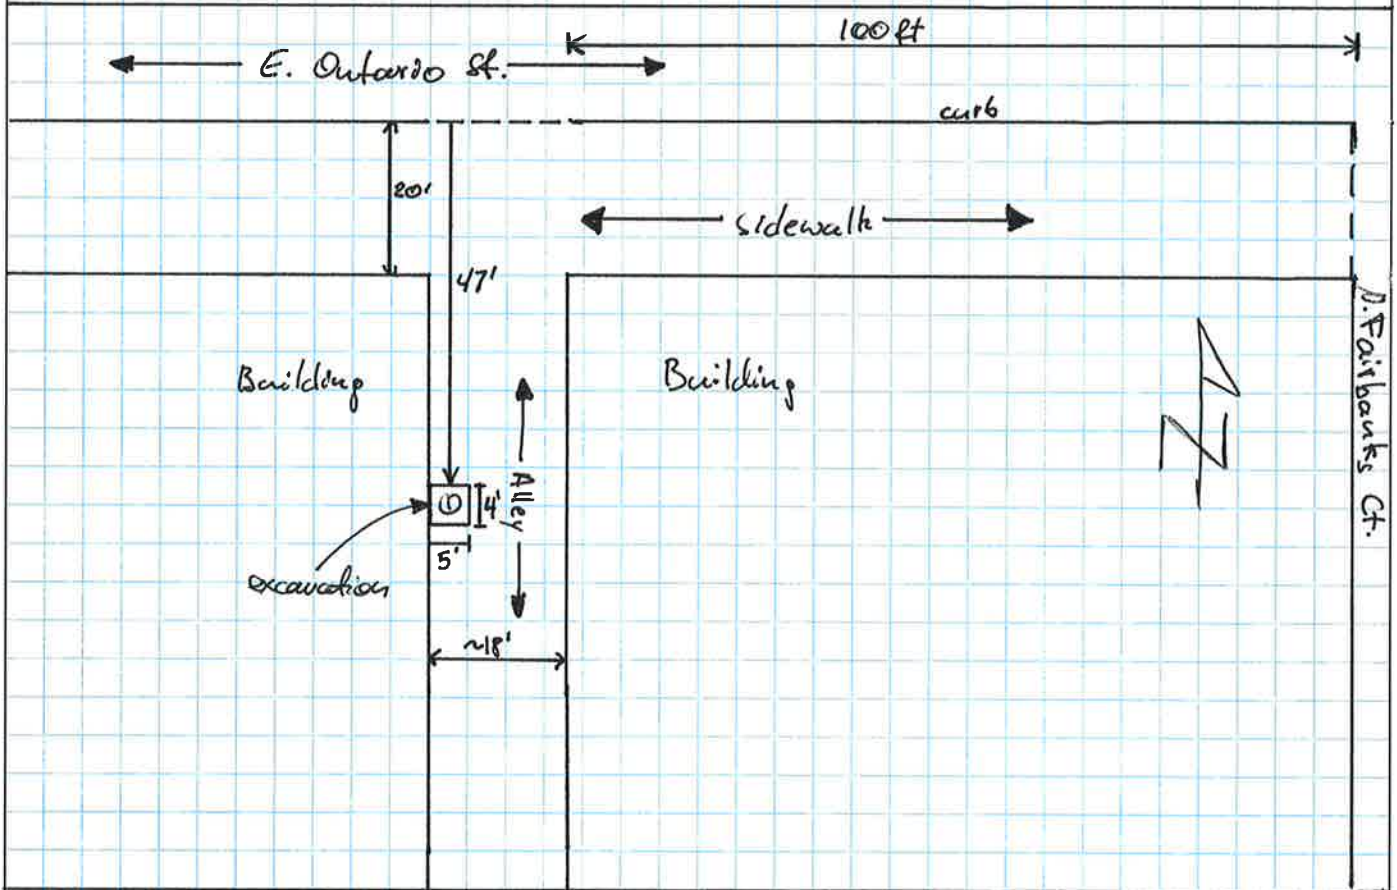 100 ft
E. Ontario St.
curb
20'
sidewalk
47'
N. Fairbanks Ct.
Building
Building
N
Alley
① 4'
5'
excavation
~18'